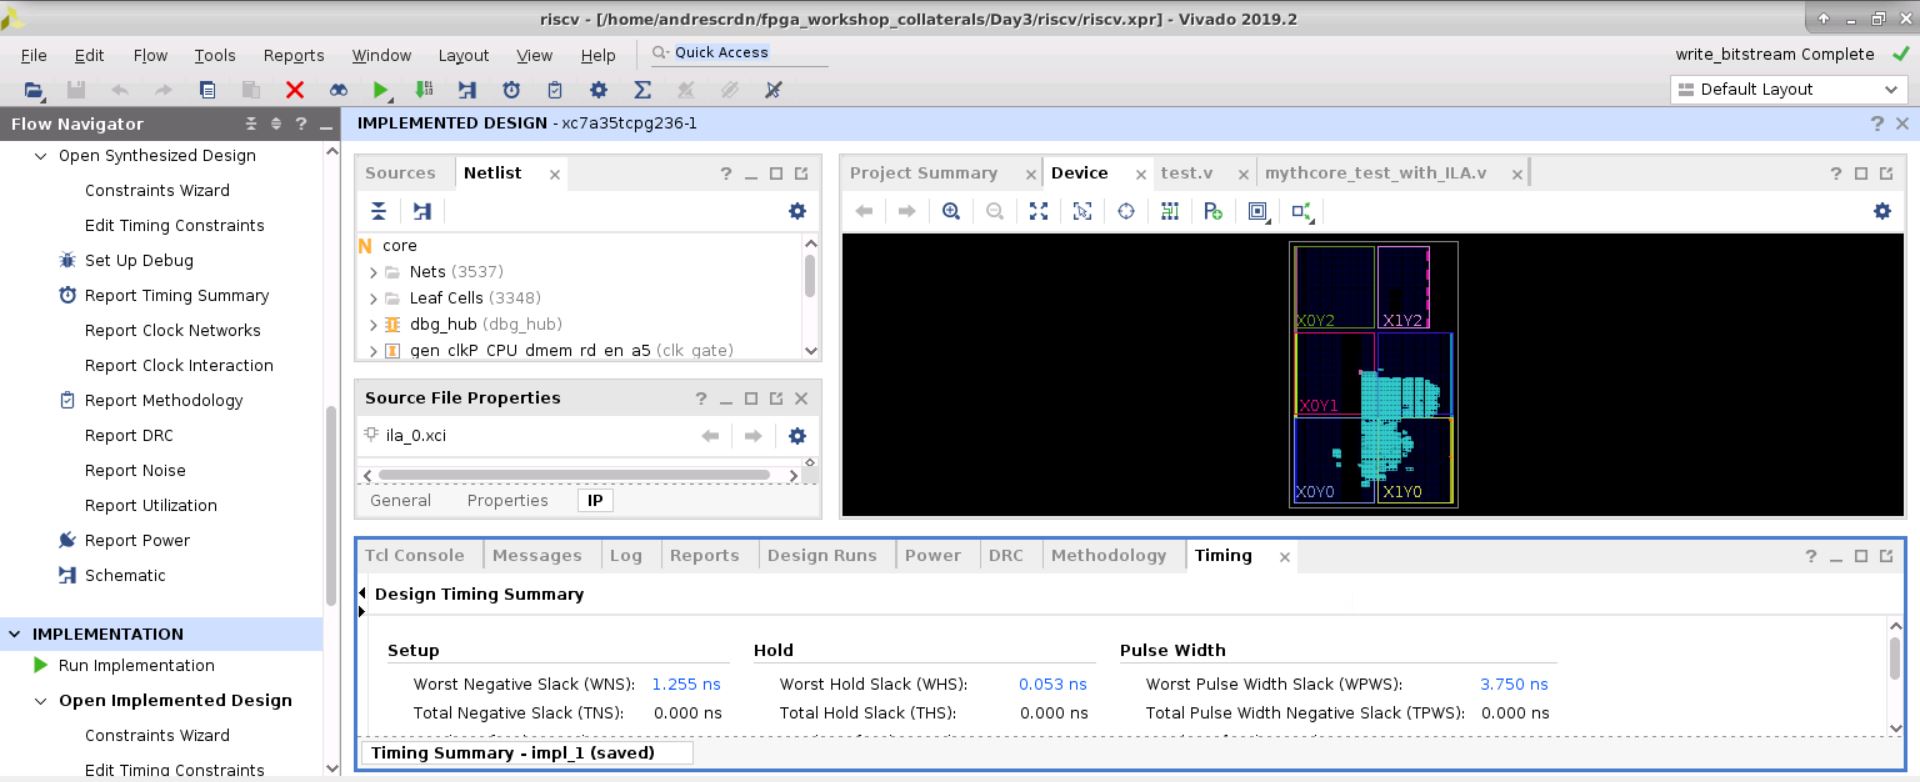 riscv - [/home/andrescrdn/fpga_workshop_collaterals/Day3/riscv/riscv.xpr] - Vivado 2019.2
File Edit Flow Tools Reports Window Layout View Help Quick Access
write_bitstream Complete
Default Layout
Flow Navigator
Open Synthesized Design
Constraints Wizard
Edit Timing Constraints
Set Up Debug
Report Timing Summary
Report Clock Networks
Report Clock Interaction
Report Methodology
Report DRC
Report Noise
Report Utilization
Report Power
Schematic
IMPLEMENTATION
Run Implementation
Open Implemented Design
Constraints Wizard
Edit Timing Constraints
IMPLEMENTED DESIGN - xc7a35tcpg236-1
Sources Netlist
N core
Nets (3537)
Leaf Cells (3348)
dbg_hub (dbg_hub)
gen_clkP_CPU_dmem_rd_en_a5 (clk_gate)
Source File Properties
ila_0.xci
General Properties IP
Project Summary Device test.v mythcore_test_with_ILA.v
X0Y2 X1Y2
X0Y1
X0Y0 X1Y0
Tcl Console Messages Log Reports Design Runs Power DRC Methodology Timing
Design Timing Summary
Setup Hold Pulse Width
Worst Negative Slack (WNS): 1.255 ns Worst Hold Slack (WHS): 0.053 ns Worst Pulse Width Slack (WPWS): 3.750 ns
Total Negative Slack (TNS): 0.000 ns Total Hold Slack (THS): 0.000 ns Total Pulse Width Negative Slack (TPWS): 0.000 ns
Timing Summary - impl_1 (saved)